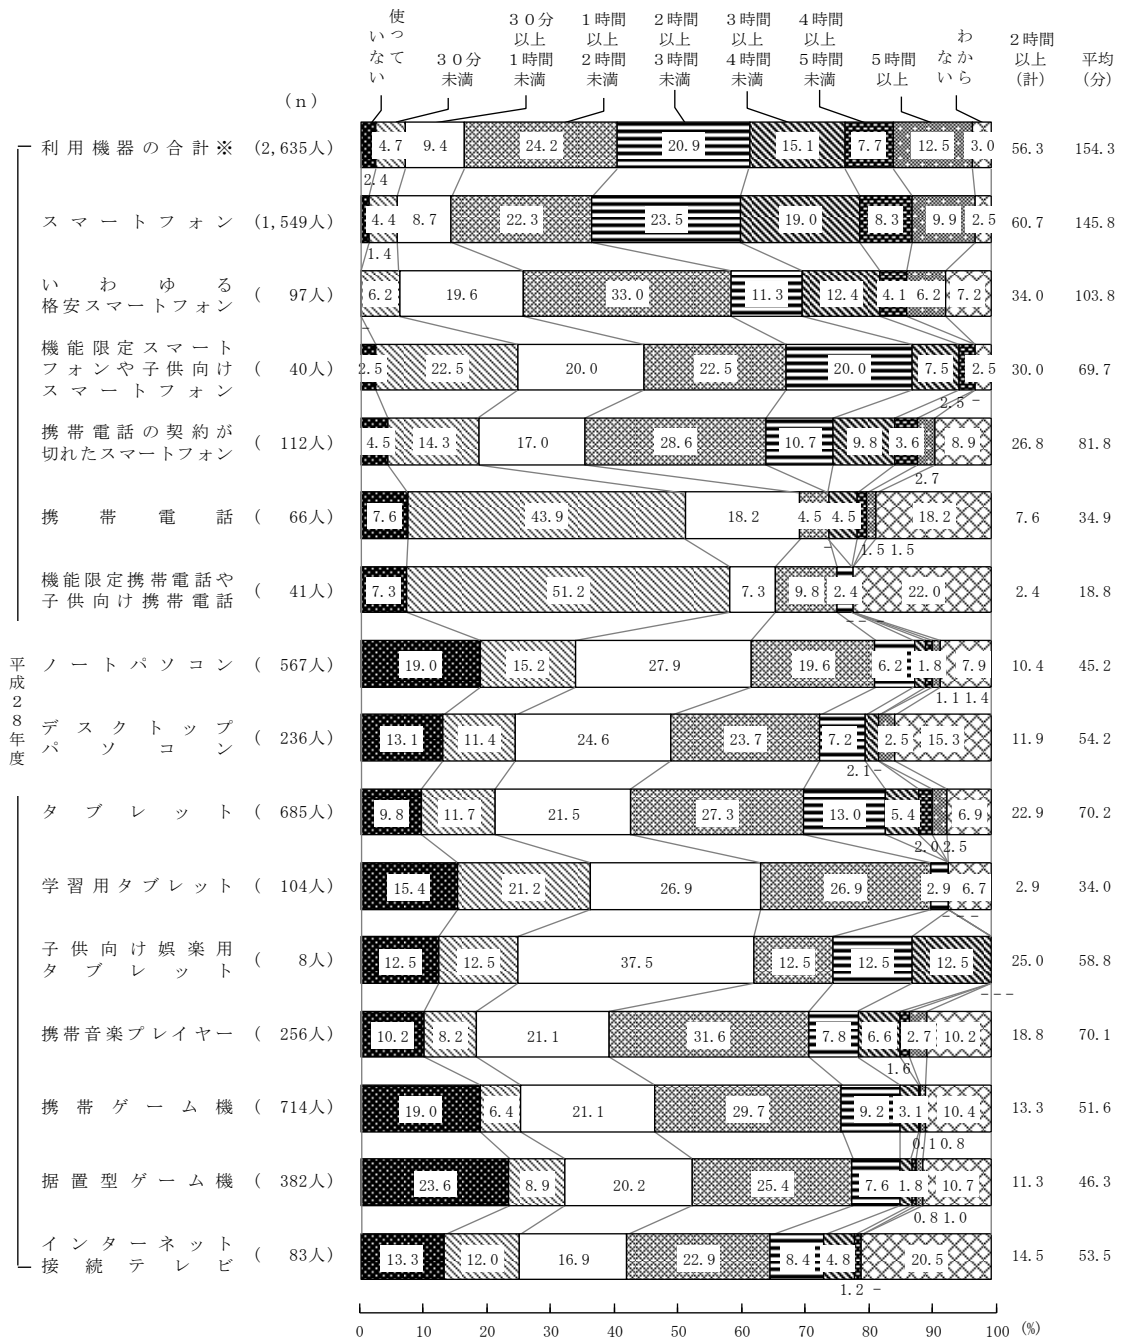 使って
いない
30分
未満
30分
以上
1時間
未満
1時間
以上
2時間
未満
2時間
以上
3時間
未満
3時間
以上
4時間
未満
4時間
以上
5時間
未満
5時間
以上
わから
ない
2時間
以上
(計)
平均
(分)
(n)
利用機器の合計※ (2,635人) 4.7 9.4 24.2 20.9 15.1 7.7 12.5 3.0 56.3 154.3
2.4
スマートフォン (1,549人) 4.4 8.7 22.3 23.5 19.0 8.3 9.9 2.5 60.7 145.8
1.4
いわゆる
格安スマートフォン ( 97人) 6.2 19.6 33.0 11.3 12.4 4.1 6.2 7.2 34.0 103.8
-
機能限定スマート
フォンや子供向け ( 40人) 2.5 22.5 20.0 22.5 20.0 7.5 2.5 30.0 69.7
スマートフォン
2.5 -
携帯電話の契約が
切れたスマートフォン ( 112人) 4.5 14.3 17.0 28.6 10.7 9.8 3.6 8.9 26.8 81.8
2.7
携帯電話 ( 66人) 7.6 43.9 18.2 4.5 4.5 18.2 7.6 34.9
- 1.5 1.5
機能限定携帯電話や
子供向け携帯電話 ( 41人) 7.3 51.2 7.3 9.8 2.4 22.0 2.4 18.8
- - -
平成28年度
ノートパソコン ( 567人) 19.0 15.2 27.9 19.6 6.2 1.8 7.9 10.4 45.2
1.1 1.4
デスクトップ
パソコン ( 236人) 13.1 11.4 24.6 23.7 7.2 2.5 15.3 11.9 54.2
2.1 -
タブレット ( 685人) 9.8 11.7 21.5 27.3 13.0 5.4 6.9 22.9 70.2
2.0 2.5
学習用タブレット ( 104人) 15.4 21.2 26.9 26.9 2.9 6.7 2.9 34.0
- - -
子供向け娯楽用
タブレット ( 8人) 12.5 12.5 37.5 12.5 12.5 12.5 25.0 58.8
- - -
携帯音楽プレイヤー ( 256人) 10.2 8.2 21.1 31.6 7.8 6.6 2.7 10.2 18.8 70.1
1.6
携帯ゲーム機 ( 714人) 19.0 6.4 21.1 29.7 9.2 3.1 10.4 13.3 51.6
0.1 0.8
据置型ゲーム機 ( 382人) 23.6 8.9 20.2 25.4 7.6 1.8 10.7 11.3 46.3
0.8 1.0
インターネット
接続テレビ ( 83人) 13.3 12.0 16.9 22.9 8.4 4.8 20.5 14.5 53.5
1.2 -
0 10 20 30 40 50 60 70 80 90 100 (%)